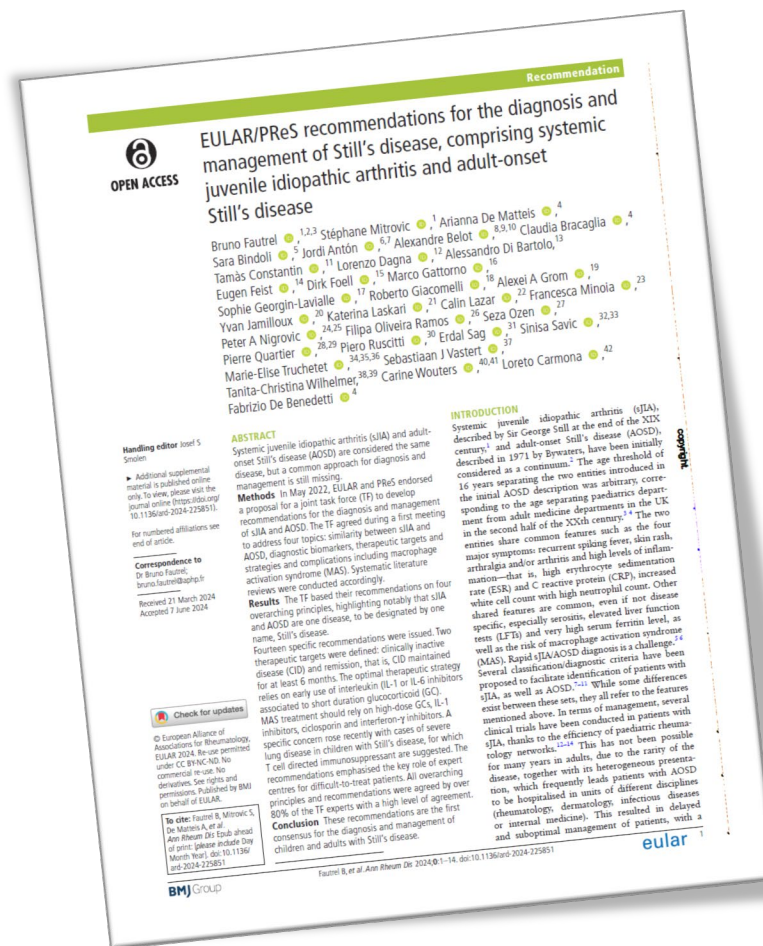 Recommendation
OPEN ACCESS
EULAR/PReS recommendations for the diagnosis and
management of Still's disease, comprising systemic
juvenile idiopathic arthritis and adult-onset
Still's disease
Bruno Fautrel ,1,2,3 Stéphane Mitrovic ,1 Arianna De Matteis ,4
Sara Bindoli ,5 Jordi Antón ,6,7 Alexandre Belot ,8,9,10 Claudia Bracaglia ,4
Tamàs Constantin ,11 Lorenzo Dagna ,12 Alessandro Di Bartolo,13
Eugen Feist ,14 Dirk Foell ,15 Marco Gattorno ,16
Sophie Georgin-Lavialle ,17 Roberto Giacomelli ,18 Alexei A Grom ,19
Yvan Jamilloux ,20 Katerina Laskari ,21 Calin Lazar ,22 Francesca Minoia ,23
Peter A Nigrovic ,24,25 Filipa Oliveira Ramos ,26 Seza Ozen ,27
Pierre Quartier ,28,29 Piero Ruscitti ,30 Erdal Sag ,31 Sinisa Savic ,32,33
Marie-Elise Truchetet ,34,35,36 Sebastiaan J Vastert ,37
Tanita-Christina Wilhelmer,38,39 Carine Wouters ,40,41 Loreto Carmona ,42
Fabrizio De Benedetti 4
Handling editor Josef S
Smolen
► Additional supplemental
material is published online
only. To view, please visit the
journal online (https://doi.org/
10.1136/ard-2024-225851).
For numbered affiliations see
end of article.
Correspondence to
Dr Bruno Fautrel;
bruno.fautrel@aphp.fr
Received 21 March 2024
Accepted 7 June 2024
Check for updates
© European Alliance of
Associations for Rheumatology,
EULAR 2024. Re-use permitted
under CC BY-NC-ND. No
commercial re-use. No
derivatives. See rights and
permissions. Published by BMJ
on behalf of EULAR.
To cite: Fautrel B, Mitrovic S,
De Matteis A, et al.
Ann Rheum Dis Epub ahead
of print: [please include Day
Month Year]. doi:10.1136/
ard-2024-225851
ABSTRACT
Systemic juvenile idiopathic arthritis (sJIA) and adult-
onset Still's disease (AOSD) are considered the same
disease, but a common approach for diagnosis and
management is still missing.
Methods In May 2022, EULAR and PReS endorsed
a proposal for a joint task force (TF) to develop
recommendations for the diagnosis and management
of sJIA and AOSD. The TF agreed during a first meeting
to address four topics: similarity between sJIA and
AOSD, diagnostic biomarkers, therapeutic targets and
strategies and complications including macrophage
activation syndrome (MAS). Systematic literature
reviews were conducted accordingly.
Results The TF based their recommendations on four
overarching principles, highlighting notably that sJIA
and AOSD are one disease, to be designated by one
name, Still's disease.
Fourteen specific recommendations were issued. Two
therapeutic targets were defined: clinically inactive
disease (CID) and remission, that is, CID maintained
for at least 6 months. The optimal therapeutic strategy
relies on early use of interleukin (IL-1 or IL-6 inhibitors
associated to short duration glucocorticoid (GC).
MAS treatment should rely on high-dose GCs, IL-1
inhibitors, ciclosporin and interferon-γ inhibitors. A
specific concern rose recently with cases of severe
lung disease in children with Still's disease, for which
T cell directed immunosuppressant are suggested. The
recommendations emphasised the key role of expert
centres for difficult-to-treat patients. All overarching
principles and recommendations were agreed by over
80% of the TF experts with a high level of agreement.
Conclusion These recommendations are the first
consensus for the diagnosis and management of
children and adults with Still's disease.
INTRODUCTION
Systemic juvenile idiopathic arthritis (sJIA),
described by Sir George Still at the end of the XIX
century,1 and adult-onset Still's disease (AOSD),
described in 1971 by Bywaters, have been initially
considered as a continuum.2 The age threshold of
16 years separating the two entities introduced in
the initial AOSD description was arbitrary, corre-
sponding to the age separating paediatrics depart-
ment from adult medicine departments in the UK
in the second half of the XXth century.3 4 The two
entities share common features such as the four
major symptoms: recurrent spiking fever, skin rash,
arthralgia and/or arthritis and high levels of inflam-
mation—that is, high erythrocyte sedimentation
rate (ESR) and C reactive protein (CRP), increased
white cell count with high neutrophil count. Other
shared features are common, even if not disease
specific, especially serositis, elevated liver function
tests (LFTs) and very high serum ferritin level, as
well as the risk of macrophage activation syndrome
(MAS). Rapid sJIA/AOSD diagnosis is a challenge.5 6
Several classification/diagnostic criteria have been
proposed to facilitate identification of patients with
sJIA, as well as AOSD.7–11 While some differences
exist between these sets, they all refer to the features
mentioned above. In terms of management, several
clinical trials have been conducted in patients with
sJIA, thanks to the efficiency of paediatric rheuma-
tology networks.12–14 This has not been possible
for many years in adults, due to the rarity of the
disease, together with its heterogeneous presenta-
tion, which frequently leads patients with AOSD
to be hospitalised in units of different disciplines
(rheumatology, dermatology, infectious diseases
or internal medicine). This resulted in delayed
and suboptimal management of patients, with a
copyright.
BMJ Group
Fautrel B, et al. Ann Rheum Dis 2024;0:1–14. doi:10.1136/ard-2024-225851
eular
1